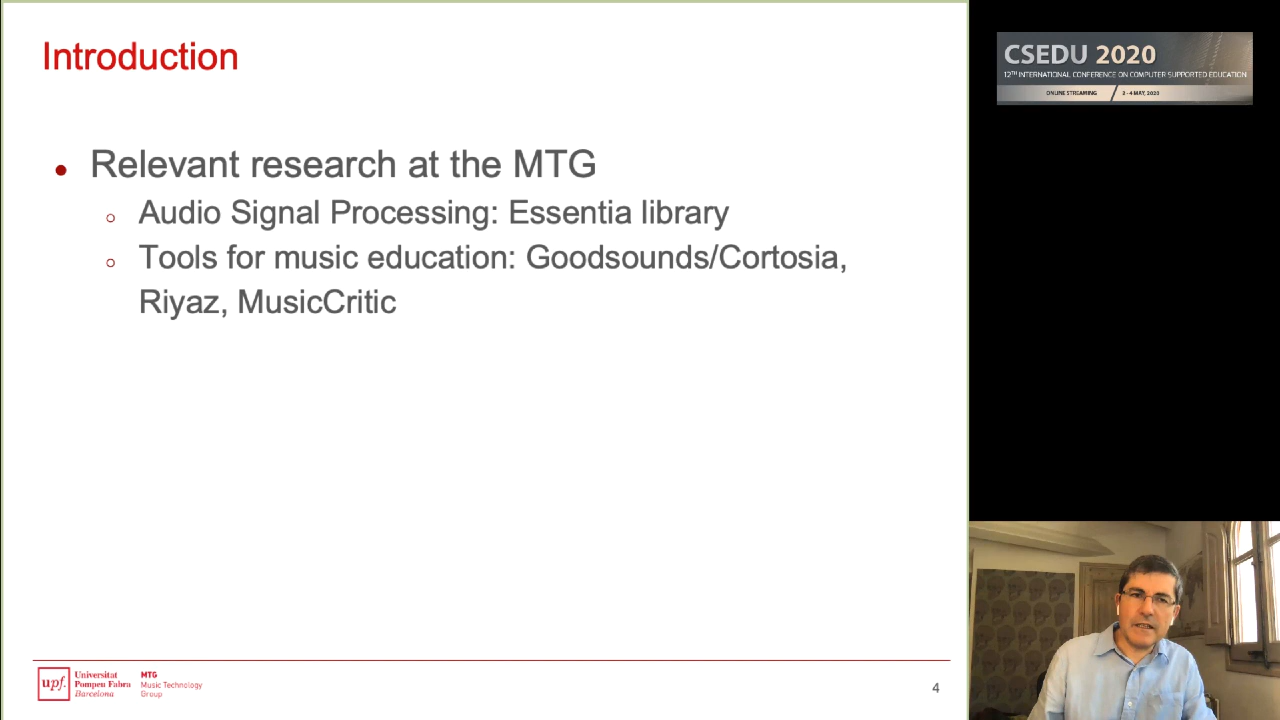 Introduction
Relevant research at the MTG
Audio Signal Processing: Essentia library
Tools for music education: Goodsounds/Cortosia,
Riyaz, MusicCritic
upf.
Universitat
Pompeu Fabra
Barcelona
MTG
Music Technology
Group
4
CSEDU 2020
12TH INTERNATIONAL CONFERENCE ON COMPUTER SUPPORTED EDUCATION
ONLINE STREAMING
2 - 4 MAY, 2020